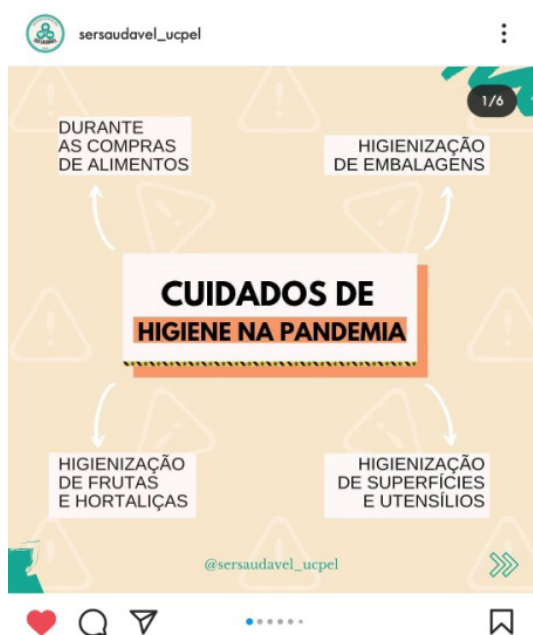 sersaudavel_ucpel
1/6
DURANTE
AS COMPRAS
DE ALIMENTOS
HIGIENIZAÇÃO
DE EMBALAGENS
CUIDADOS DE
HIGIENE NA PANDEMIA
HIGIENIZAÇÃO
DE FRUTAS
E HORTALIÇAS
HIGIENIZAÇÃO
DE SUPERFÍCIES
E UTENSÍLIOS
@sersaudavel_ucpel